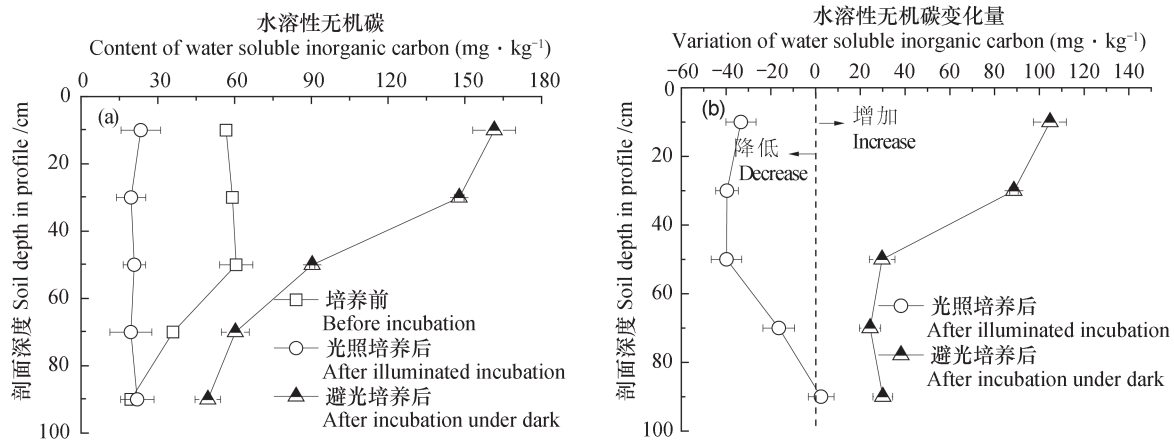 水溶性无机碳
Content of water soluble inorganic carbon (mg · kg⁻¹)
0 30 60 90 120 150 180
0
20
40
60
80
100
剖面深度 Soil depth in profile /cm
(a)
培养前
Before incubation
光照培养后
After illuminated incubation
避光培养后
After incubation under dark
水溶性无机碳变化量
Variation of water soluble inorganic carbon (mg · kg⁻¹)
−60 −40 −20 0 20 40 60 80 100 120 140
0
20
40
60
80
100
剖面深度 Soil depth in profile /cm
(b)
增加
Increase
降低
Decrease
光照培养后
After illuminated incubation
避光培养后
After incubation under dark